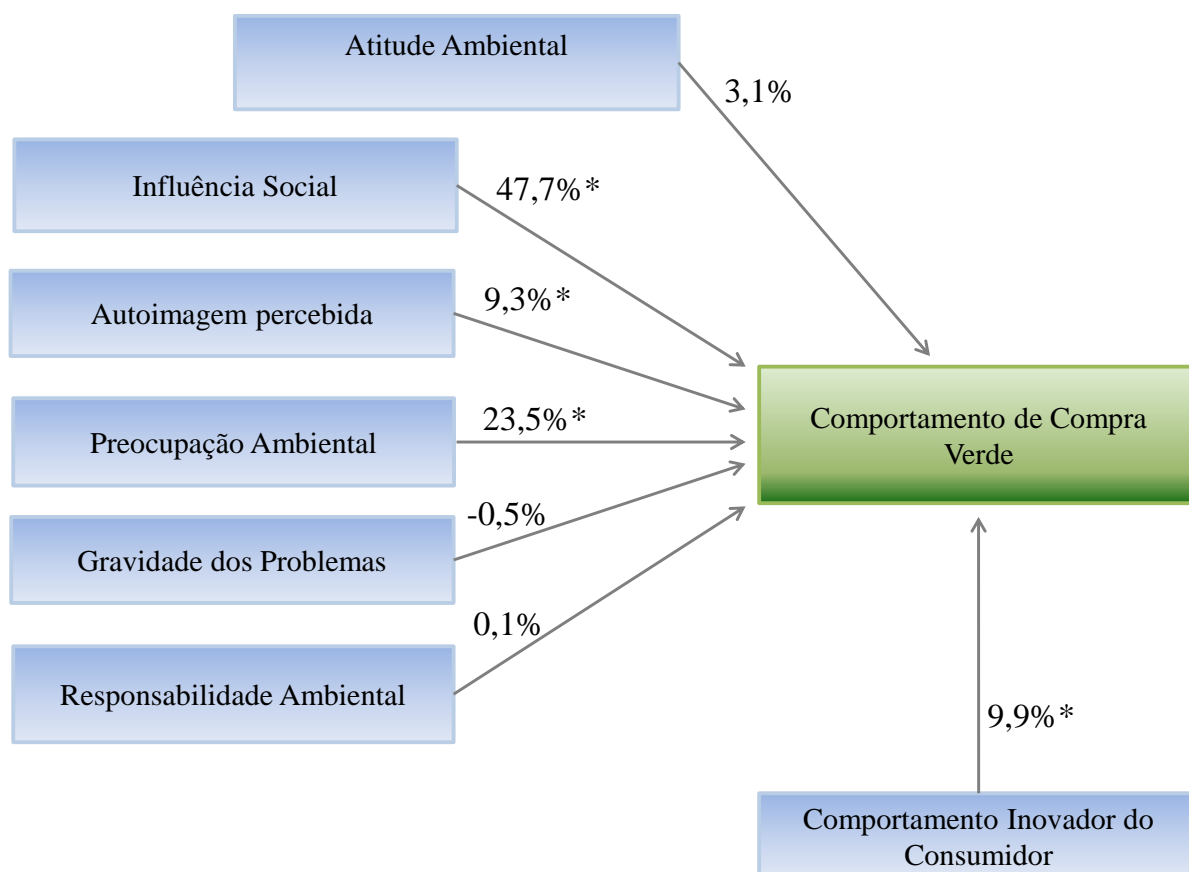 Atitude Ambiental
3,1%
Influência Social
47,7%*
Autoimagem percebida
9,3%*
Preocupação Ambiental
23,5%*
Comportamento de Compra
Verde
Gravidade dos Problemas
-0,5%
Responsabilidade Ambiental
0,1%
9,9%*
Comportamento Inovador do
Consumidor